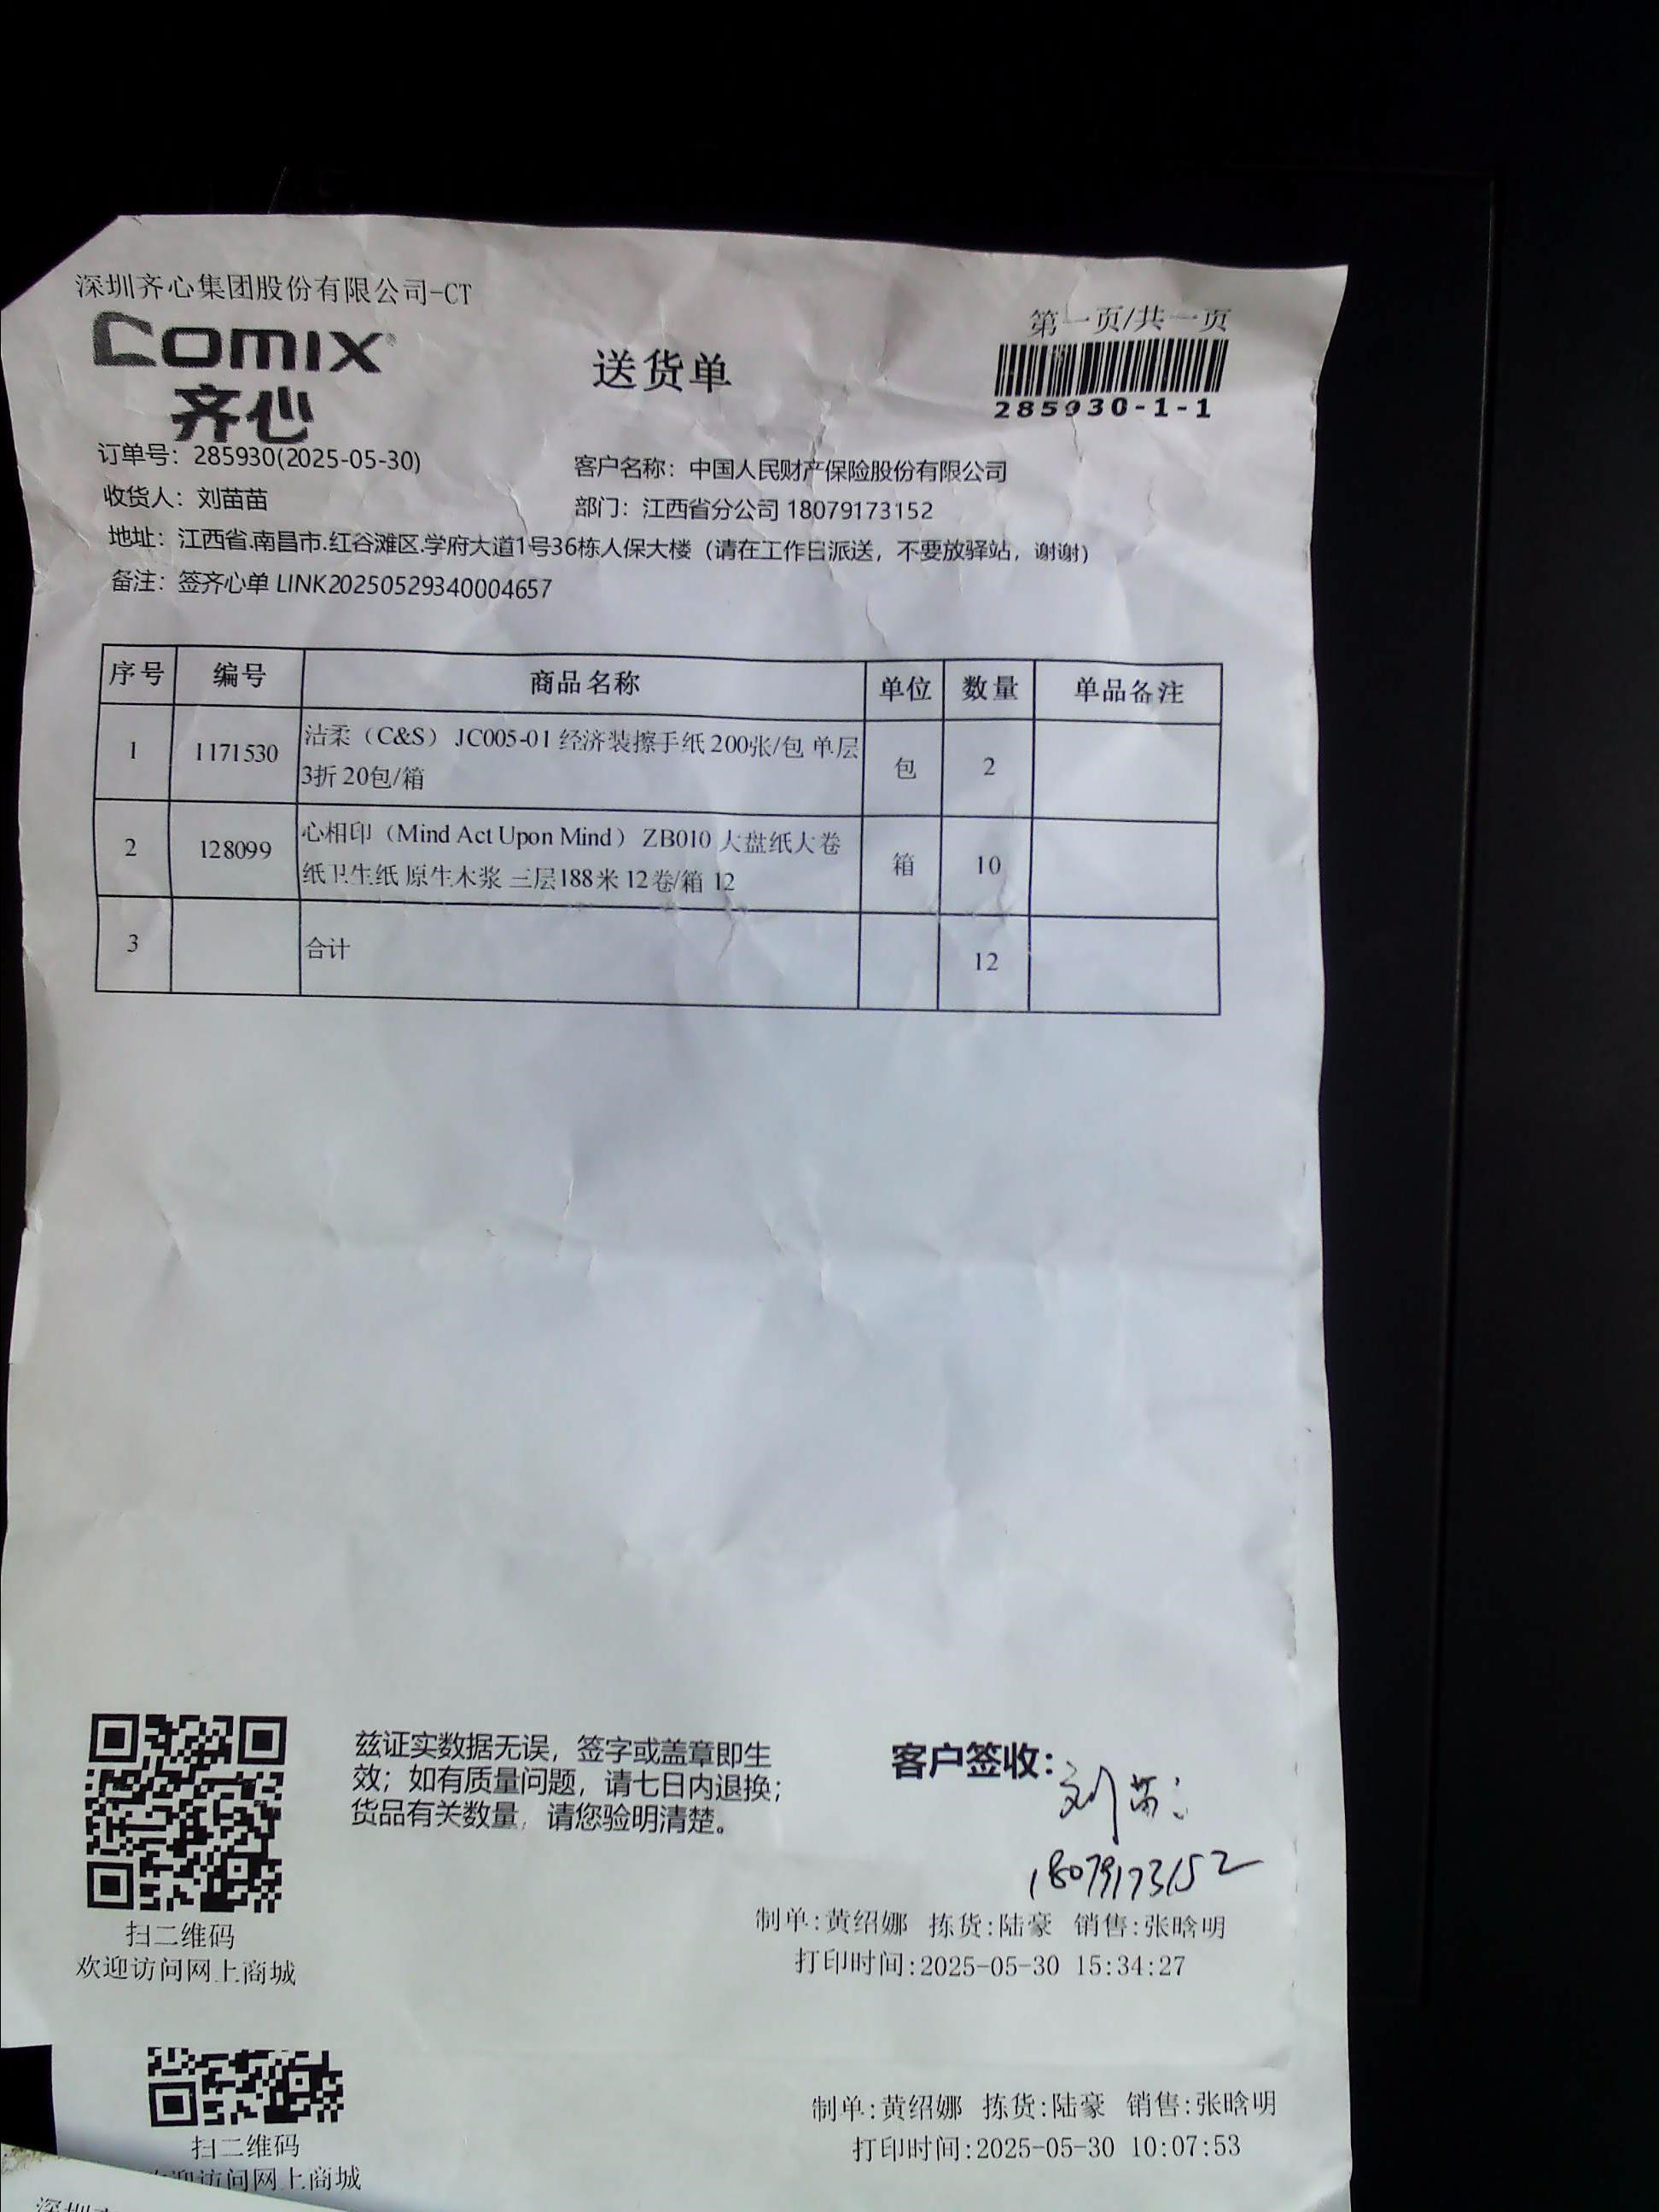 深圳齐心集团股份有限公司-CT
第一页/共一页
COMIX
齐心
送货单
285930-1-1
订单号：285930(2025-05-30)
客户名称：中国人民财产保险股份有限公司
收货人：刘苗苗
部门：江西省分公司 18079173152
地址：江西省.南昌市.红谷滩区.学府大道1号36栋人保大楼（请在工作日派送，不要放驿站，谢谢）
备注：签齐心单 LINK20250529340004657
序号 编号 商品名称 单位 数量 单品备注
1 1171530 洁柔（C&S） JC005-01 经济装擦手纸 200张/包 单层 包 2
3折 20包/箱
2 128099 心相印（Mind Act Upon Mind） ZB010 大盘纸大卷 箱 10
纸卫生纸 原生木浆 三层188米 12卷/箱 12
3 合计 12
兹证实数据无误，签字或盖章即生
效；如有质量问题，请七日内退换；
货品有关数量，请您验明清楚。
客户签收：
刘苗
18079173152
扫二维码
欢迎访问网上商城
制单:黄绍娜 拣货:陆豪 销售:张晗明
打印时间:2025-05-30 15:34:27
扫二维码
迎访问网上商城
制单:黄绍娜 拣货:陆豪 销售:张晗明
打印时间:2025-05-30 10:07:53
深圳